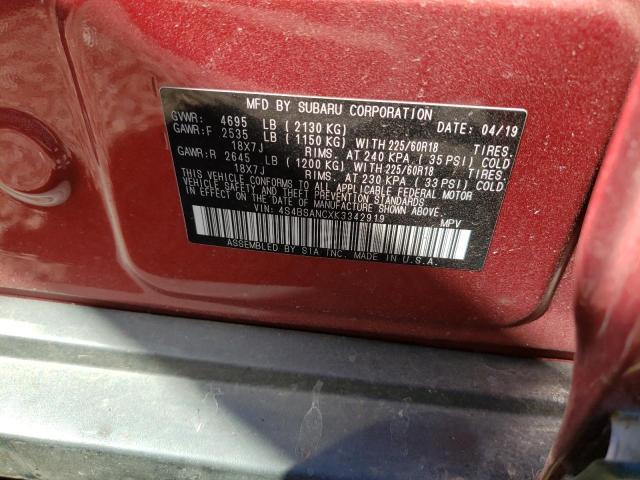 MFD BY SUBARU CORPORATION DATE: 04/19
GVWR: 4695 LB (2130 KG)
GAWR:F 2535 LB (1150 KG) WITH 225/60R18 TIRES,
18X7J RIMS, AT 240 KPA (35 PSI) COLD
GAWR:R 2645 LB (1200 KG) WITH 225/60R18 TIRES,
18X7J RIMS, AT 230 KPA (33 PSI) COLD
THIS VEHICLE CONFORMS TO ALL APPLICABLE FEDERAL MOTOR
VEHICLE SAFETY AND THEFT PREVENTION STANDARDS
IN EFFECT ON THE DATE OF MANUFACTURE SHOWN ABOVE.
VIN: 4S4BSANCXK3342919 MPV
ASSEMBLED BY SIA INC. MADE IN U.S.A.